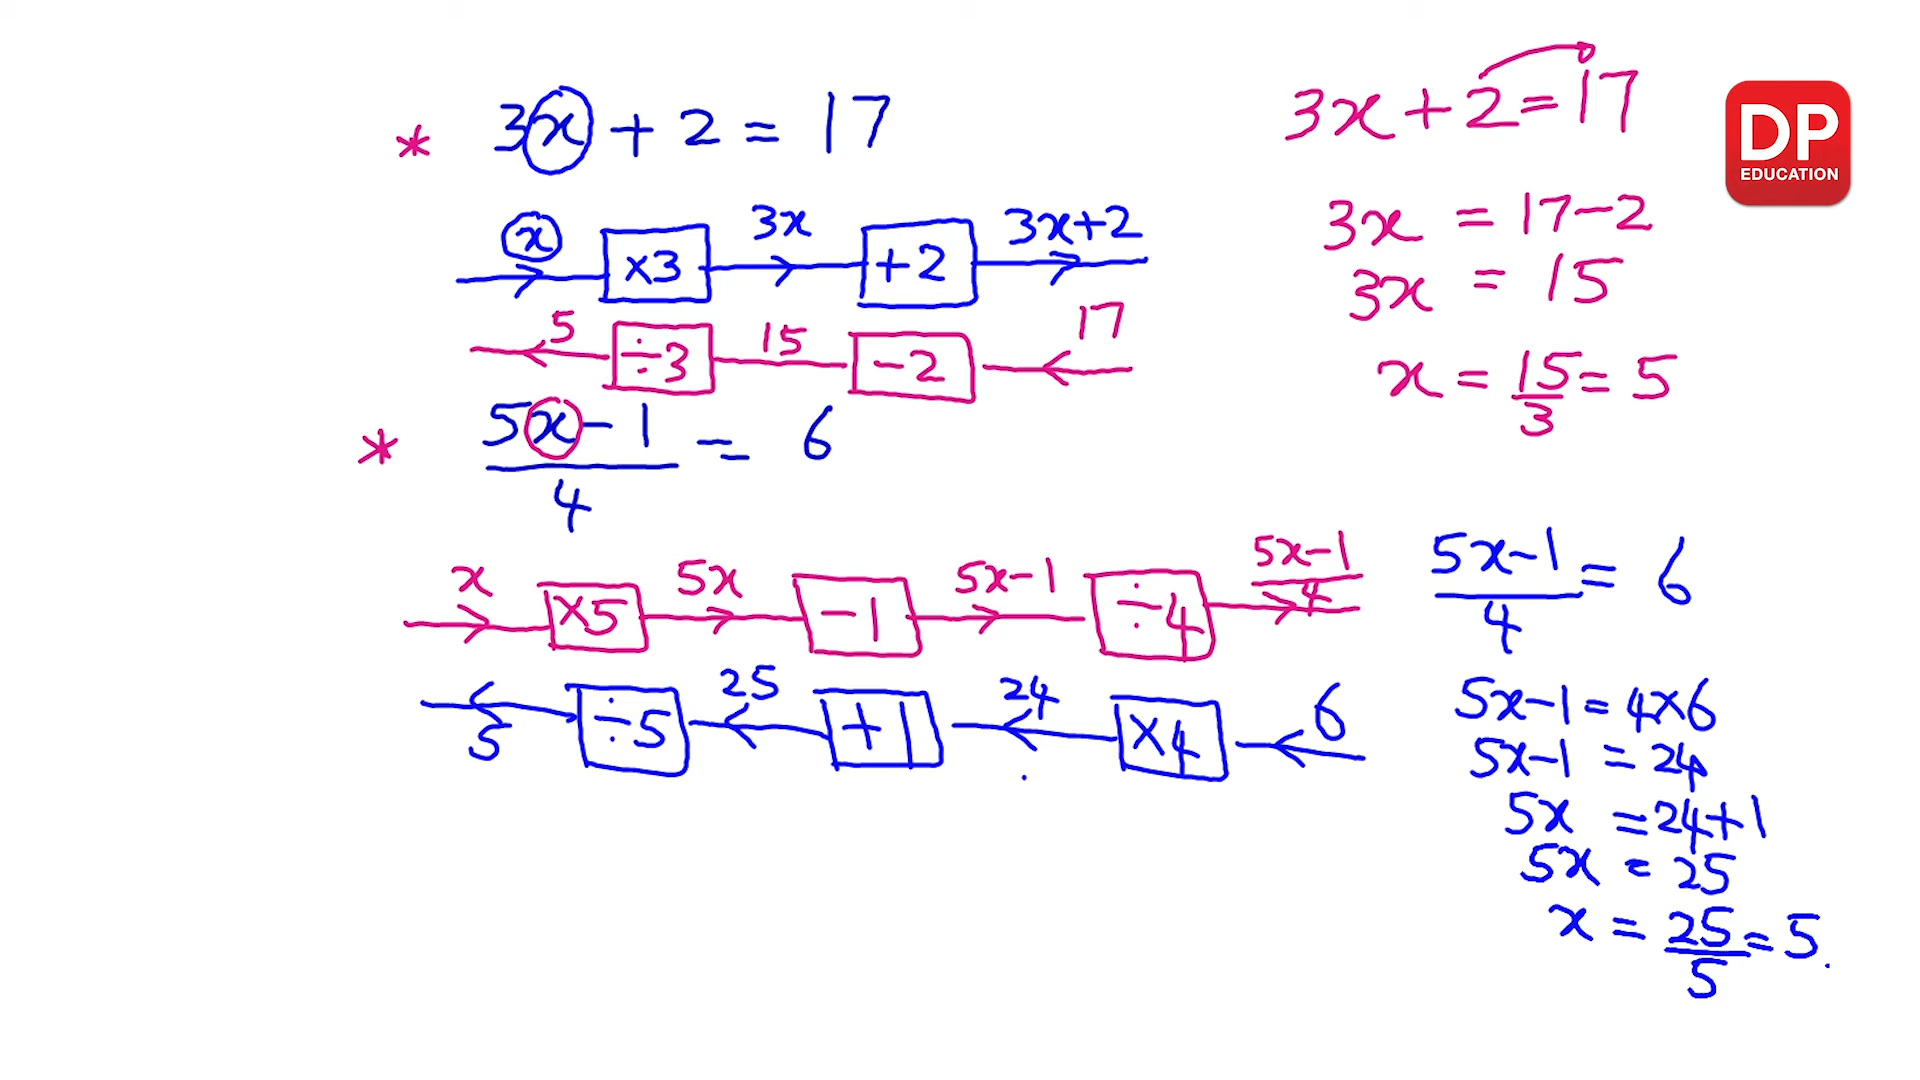 * 3x + 2 = 17
x ×3 3x +2 3x+2
5 ÷3 15 −2 17
* (5x − 1)/4 = 6
x ×5 5x −1 5x−1 ÷4 (5x−1)/4
5 ÷5 25 +1 24 ×4 6
3x + 2 = 17
3x = 17 − 2
3x = 15
x = 15/3 = 5
(5x−1)/4 = 6
5x−1 = 4×6
5x−1 = 24
5x = 24+1
5x = 25
x = 25/5 = 5.
DP
EDUCATION